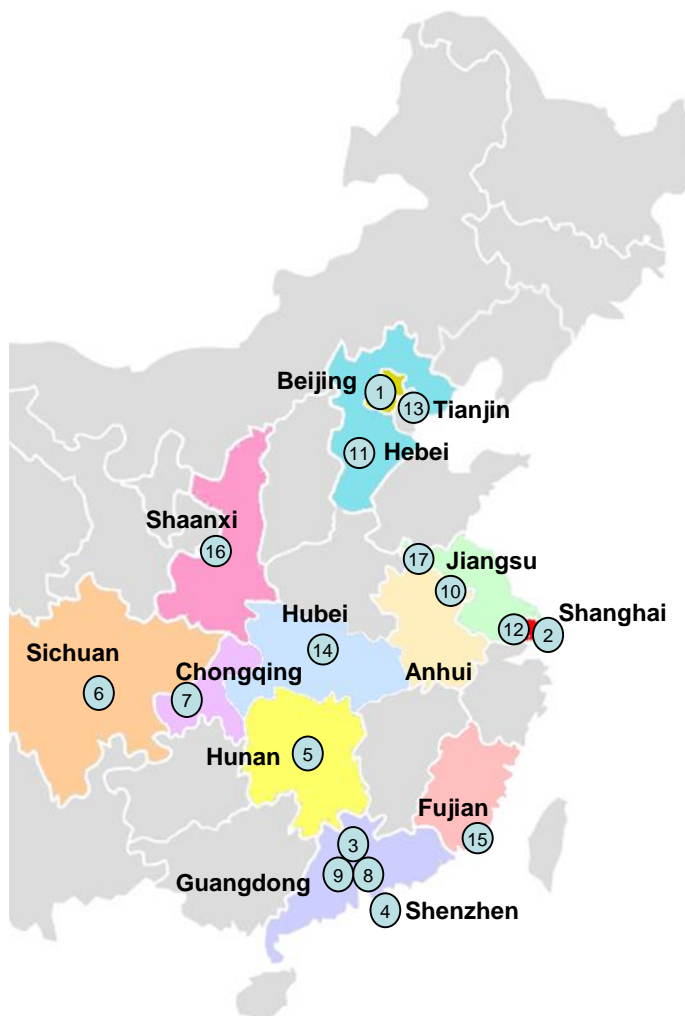 Beijing
1
13
Tianjin
11
Hebei
Shaanxi
16
17
Jiangsu
10
Hubei
Shanghai
12
2
Sichuan
14
Chongqing
Anhui
6
7
Hunan
5
Fujian
3
15
Guangdong
9
8
4
Shenzhen